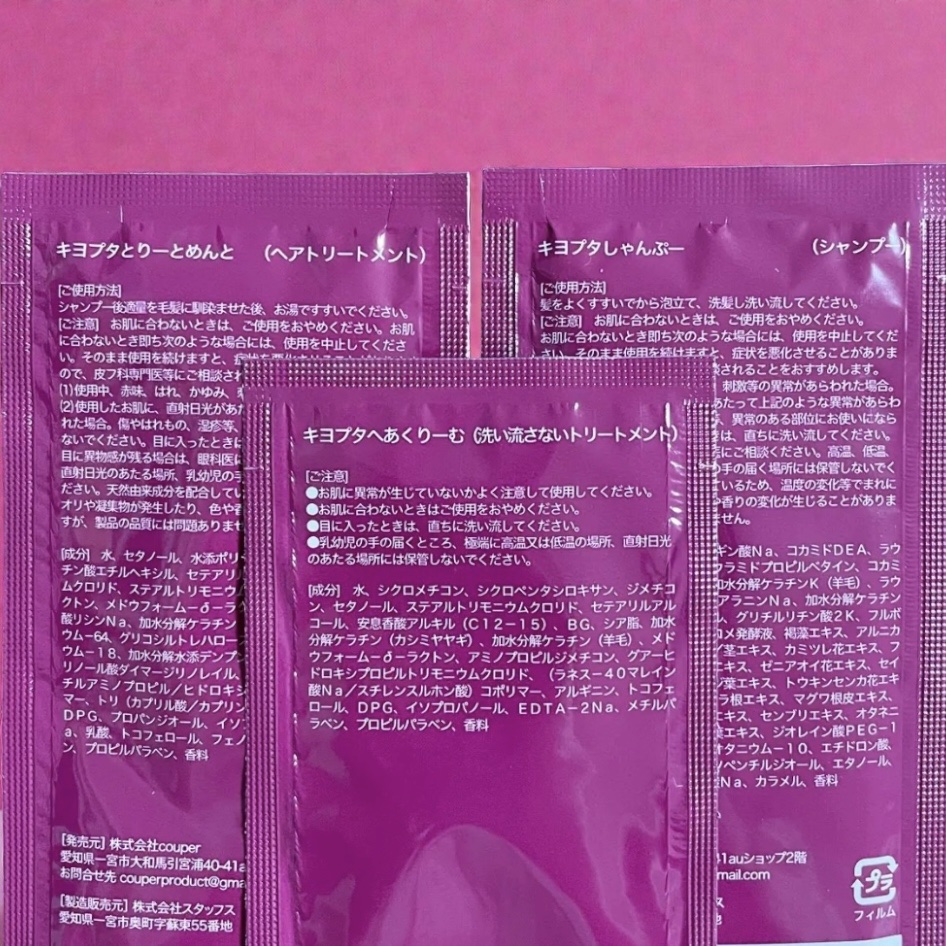 キヨプタとりーとめんと （ヘアトリートメント）
[ご使用方法]
シャンプー後適量を毛髪に馴染ませた後、お湯ですすいでください。
[ご注意] お肌に合わないときは、ご使用をおやめください。お肌
に合わないとき即ち次のような場合には、使用を中止してくださ
い。そのまま使用を続けますと、症状を悪化させることが
ので、皮フ科専門医等にご相談され
(1)使用中、赤味、はれ、かゆみ、
(2)使用したお肌に、直射日光があた
れた場合。傷やはれもの、湿疹等、
ないでください。目に入ったときに
目に異物感が残る場合は、眼科医に
直射日光のあたる場所、乳幼児の手
ださい。天然由来成分を配合してい
オリや凝集物が発生したり、色や香
すが、製品の品質には問題ありませ
[成分] 水、セタノール、水添ポリ
チン酸エチルヘキシル、セテアリル
ムクロリド、ステアルトリモニウム
クトン、メドウフォーム－δ－ラク
酸リシンNa、加水分解ケラチン
ウム－64、グリコシルトレハロー
ウム－18、加水分解水添デンプン
リノール酸ダイマージリノレイル、
チルアミノプロピル／ヒドロキシ
マー、トリ（カプリル酸／カプリン
DPG、プロパンジオール、イソプ
a、乳酸、トコフェロール、フェノ
ン、プロピルパラベン、香料
[発売元] 株式会社couper
愛知県一宮市大和馬引宮浦40-41a
お問合せ先 couperproduct@gma
[製造販売元] 株式会社スタッフス
愛知県一宮市奥町字蘇東55番地
キヨプタしゃんぷー （シャンプー）
[ご使用方法]
髪をよくすすいでから泡立て、洗髪し洗い流してください。
[ご注意] お肌に合わないときは、ご使用をおやめください。
お肌に合わないとき即ち次のような場合には、使用を中止してくだ
さい。そのまま使用を続けますと、症状を悪化させることがありま
談されることをおすすめします。
刺激等の異常があらわれた場合。
あたって上記のような異常があらわ
、異常のある部位にお使いになら
は、直ちに洗い流してください。
にご相談ください。高温、低温、
の手の届く場所には保管しないでく
ているため、温度の変化等でまれに
や香りの変化が生じることがありま
せん。
ギン酸Na、コカミドDEA、ラウ
ラミドプロピルベタイン、コカミ
加水分解ケラチンK（羊毛）、ラウ
アラニンNa、加水分解ケラチン
、グリチルリチン酸2K、フルボ
メ発酵液、褐藻エキス、アルニカ
／茎エキス、カミツレ花エキス、フ
エキス、ゼニアオイ花エキス、セイ
葉エキス、トウキンセンカ花エ
ラ根エキス、マグワ根皮エキス、
エキス、センブリエキス、オタネニ
エキス、ジオレイン酸PEG－1
オタニウム－10、エチドロン酸、
ペンチルジオール、エタノール、
Na、カラメル、香料
41auショップ2階
mail.com
プラ
フィルム
キヨプタへあくりーむ（洗い流さないトリートメント）
[ご注意]
●お肌に異常が生じていないかよく注意して使用してください。
●お肌に合わないときはご使用をおやめください。
●目に入ったときは、直ちに洗い流してください。
●乳幼児の手の届くところ、極端に高温又は低温の場所、直射日光
のあたる場所には保管しないでください。
[成分] 水、シクロメチコン、シクロペンタシロキサン、ジメチコ
ン、セタノール、ステアルトリモニウムクロリド、セテアリルアル
コール、安息香酸アルキル（C12－15）、BG、シア脂、加水
分解ケラチン（カシミヤヤギ）、加水分解ケラチン（羊毛）、メド
ウフォーム－δ－ラクトン、アミノプロピルジメチコン、グアーヒ
ドロキシプロピルトリモニウムクロリド、（ラネス－40マレイン
酸Na／スチレンスルホン酸）コポリマー、アルギニン、トコフェ
ロール、DPG、イソプロパノール、EDTA－2Na、メチルパ
ラベン、プロピルパラベン、香料